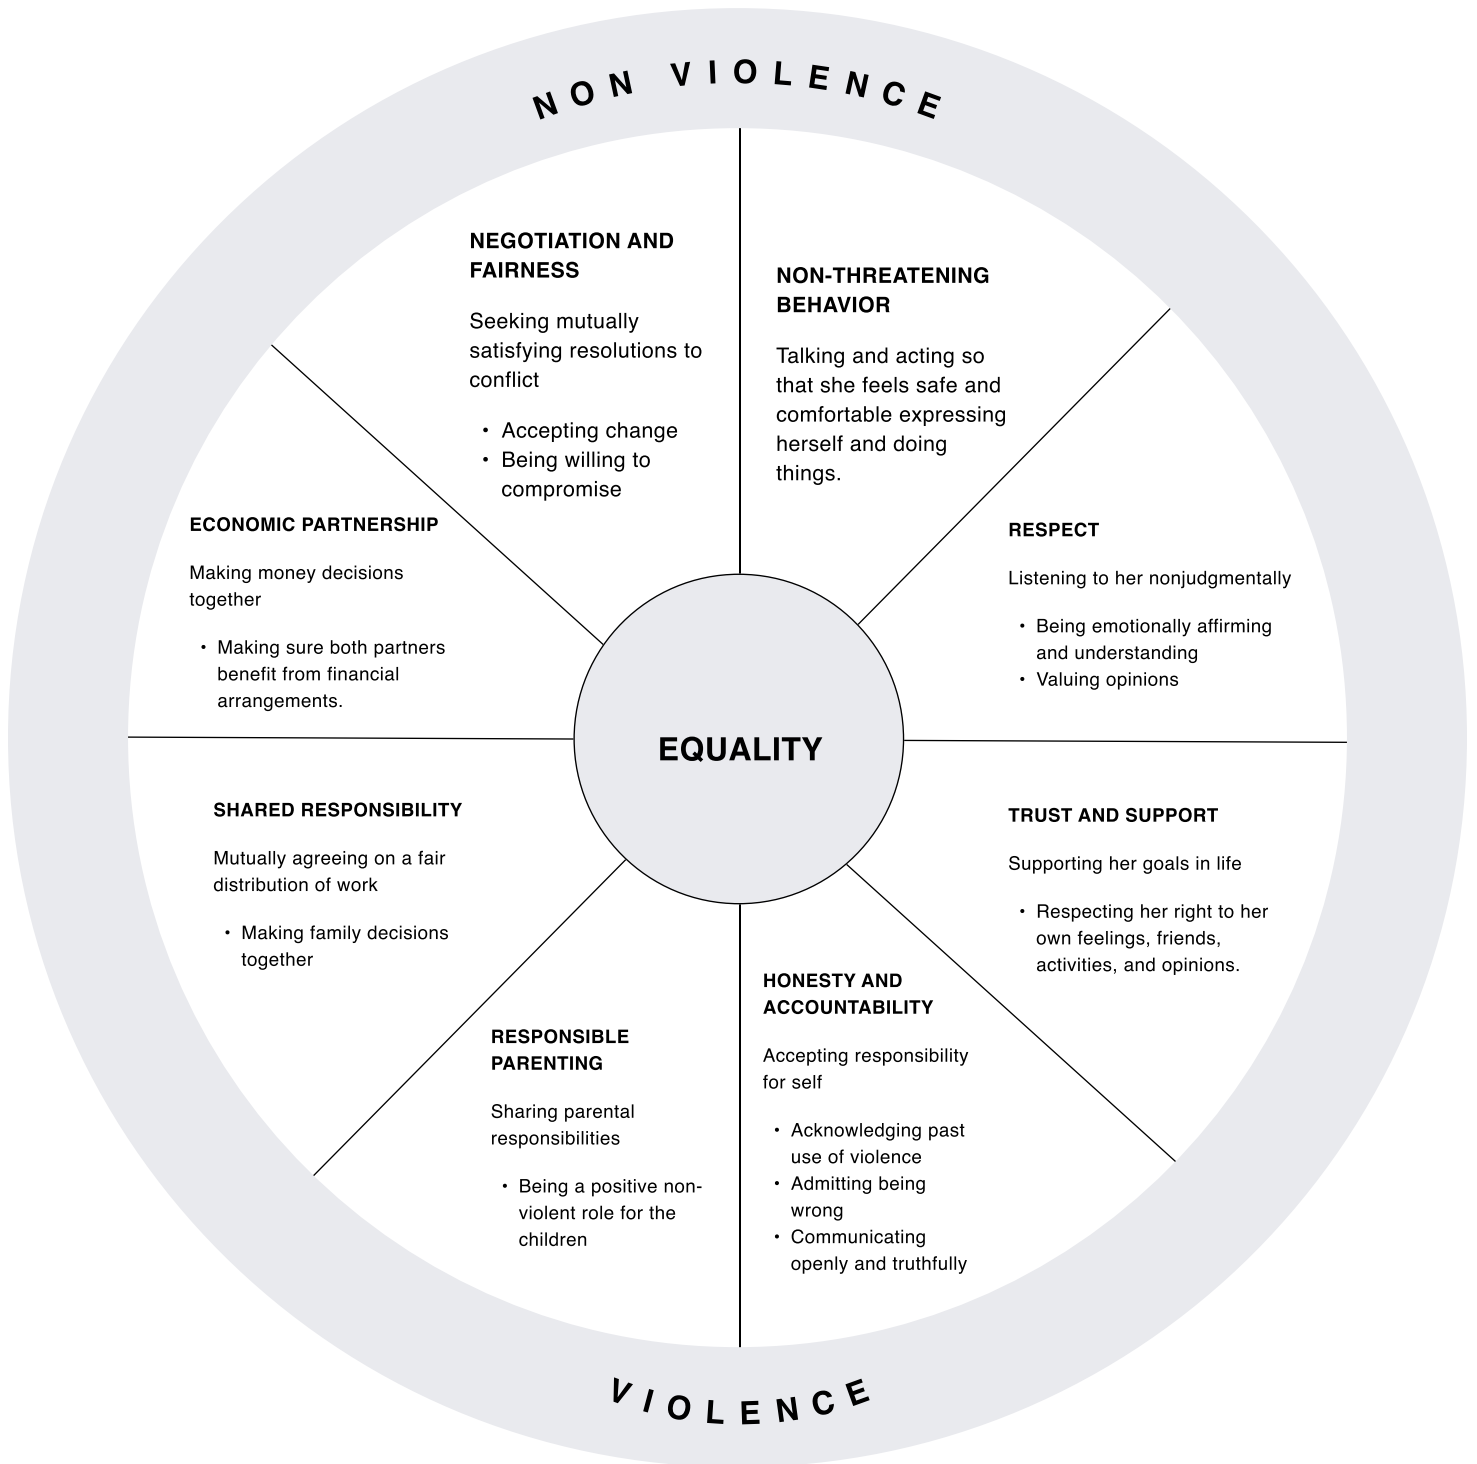 NON VIOLENCE
NEGOTIATION AND
FAIRNESS
Seeking mutually
satisfying resolutions to
conflict
• Accepting change
• Being willing to
compromise
NON-THREATENING
BEHAVIOR
Talking and acting so
that she feels safe and
comfortable expressing
herself and doing
things.
RESPECT
Listening to her nonjudgmentally
• Being emotionally affirming
and understanding
• Valuing opinions
TRUST AND SUPPORT
Supporting her goals in life
• Respecting her right to her
own feelings, friends,
activities, and opinions.
HONESTY AND
ACCOUNTABILITY
Accepting responsibility
for self
• Acknowledging past
use of violence
• Admitting being
wrong
• Communicating
openly and truthfully
RESPONSIBLE
PARENTING
Sharing parental
responsibilities
• Being a positive non-
violent role for the
children
SHARED RESPONSIBILITY
Mutually agreeing on a fair
distribution of work
• Making family decisions
together
ECONOMIC PARTNERSHIP
Making money decisions
together
• Making sure both partners
benefit from financial
arrangements.
EQUALITY
VIOLENCE